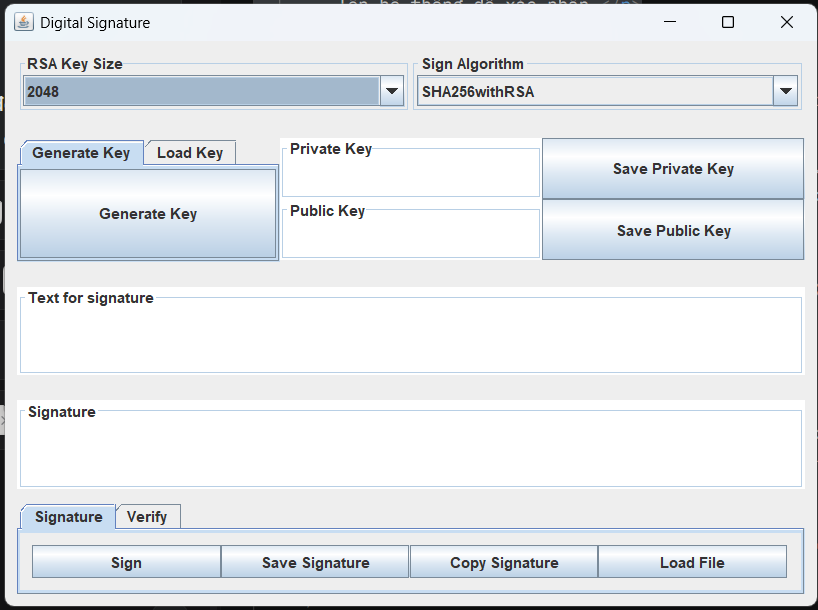 Digital Signature
RSA Key Size
Sign Algorithm
2048
SHA256withRSA
Generate Key
Load Key
Private Key
Save Private Key
Generate Key
Public Key
Save Public Key
Text for signature
Signature
Signature
Verify
Sign
Save Signature
Copy Signature
Load File